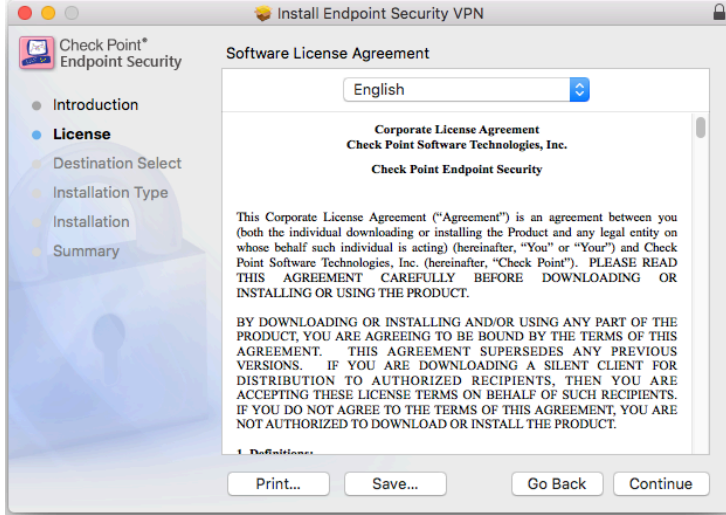 Install Endpoint Security VPN
Check Point*
Endpoint Security
Introduction
License
Destination Select
Installation Type
Installation
Summary
Software License Agreement
English
Corporate License Agreement
Check Point Software Technologies, Inc.
Check Point Endpoint Security
This Corporate License Agreement (“Agreement”) is an agreement between you
(both the individual downloading or installing the Product and any legal entity on
whose behalf such individual is acting) (hereinafter, “You” or “Your”) and Check
Point Software Technologies, Inc. (hereinafter, “Check Point”). PLEASE READ
THIS AGREEMENT CAREFULLY BEFORE DOWNLOADING OR
INSTALLING OR USING THE PRODUCT.
BY DOWNLOADING OR INSTALLING AND/OR USING ANY PART OF THE
PRODUCT, YOU ARE AGREEING TO BE BOUND BY THE TERMS OF THIS
AGREEMENT. THIS AGREEMENT SUPERSEDES ANY PREVIOUS
VERSIONS. IF YOU ARE DOWNLOADING A SILENT CLIENT FOR
DISTRIBUTION TO AUTHORIZED RECIPIENTS, THEN YOU ARE
ACCEPTING THESE LICENSE TERMS ON BEHALF OF SUCH RECIPIENTS.
IF YOU DO NOT AGREE TO THE TERMS OF THIS AGREEMENT, YOU ARE
NOT AUTHORIZED TO DOWNLOAD OR INSTALL THE PRODUCT.
1. Definitions:
Print...
Save...
Go Back
Continue